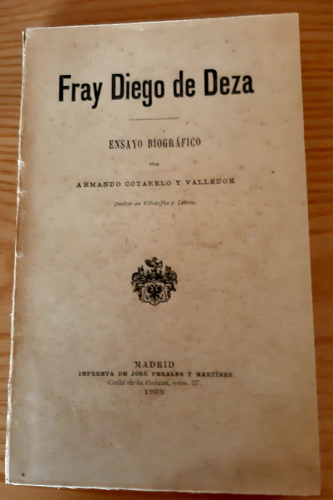 Fray Diego de Deza
ENSAYO BIOGRÁFICO
POR
ARMANDO COTARELO Y VALLEDOR
Doctor en Filosofía y Letras.
MADRID
IMPRENTA DE JOSÉ PERALES Y MARTÍNEZ
Calle de la Cabeza, núm. 27.